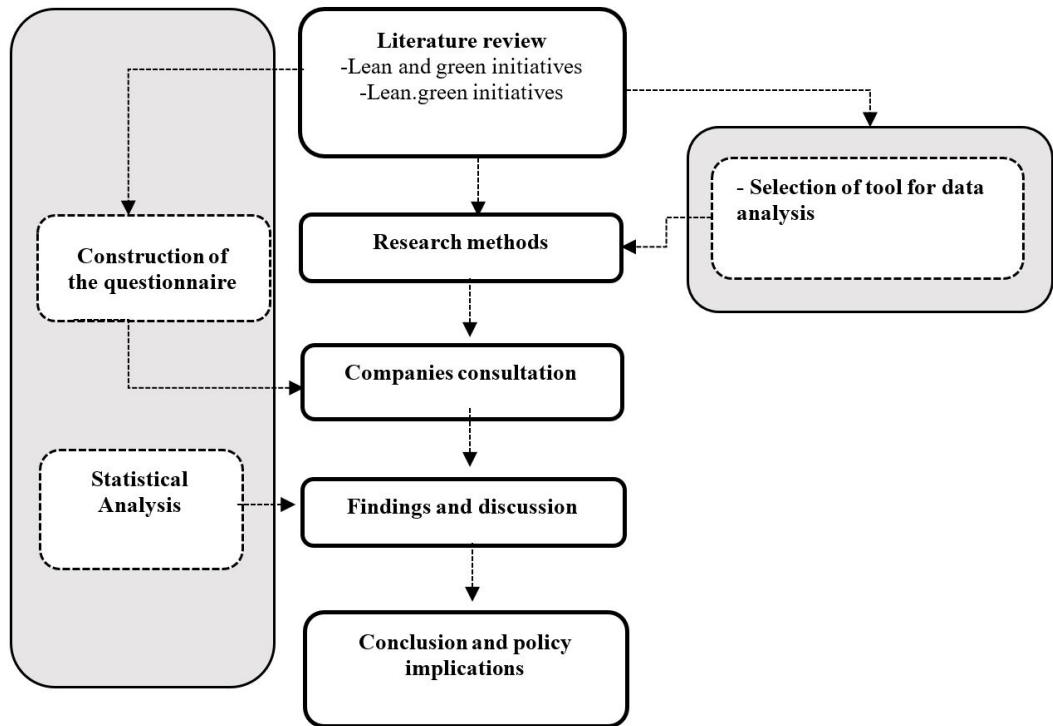 Literature review
-Lean and green initiatives
-Lean.green initiatives
- Selection of tool for data
analysis
Research methods
Construction of
the questionnaire
Companies consultation
Statistical
Analysis
Findings and discussion
Conclusion and policy
implications